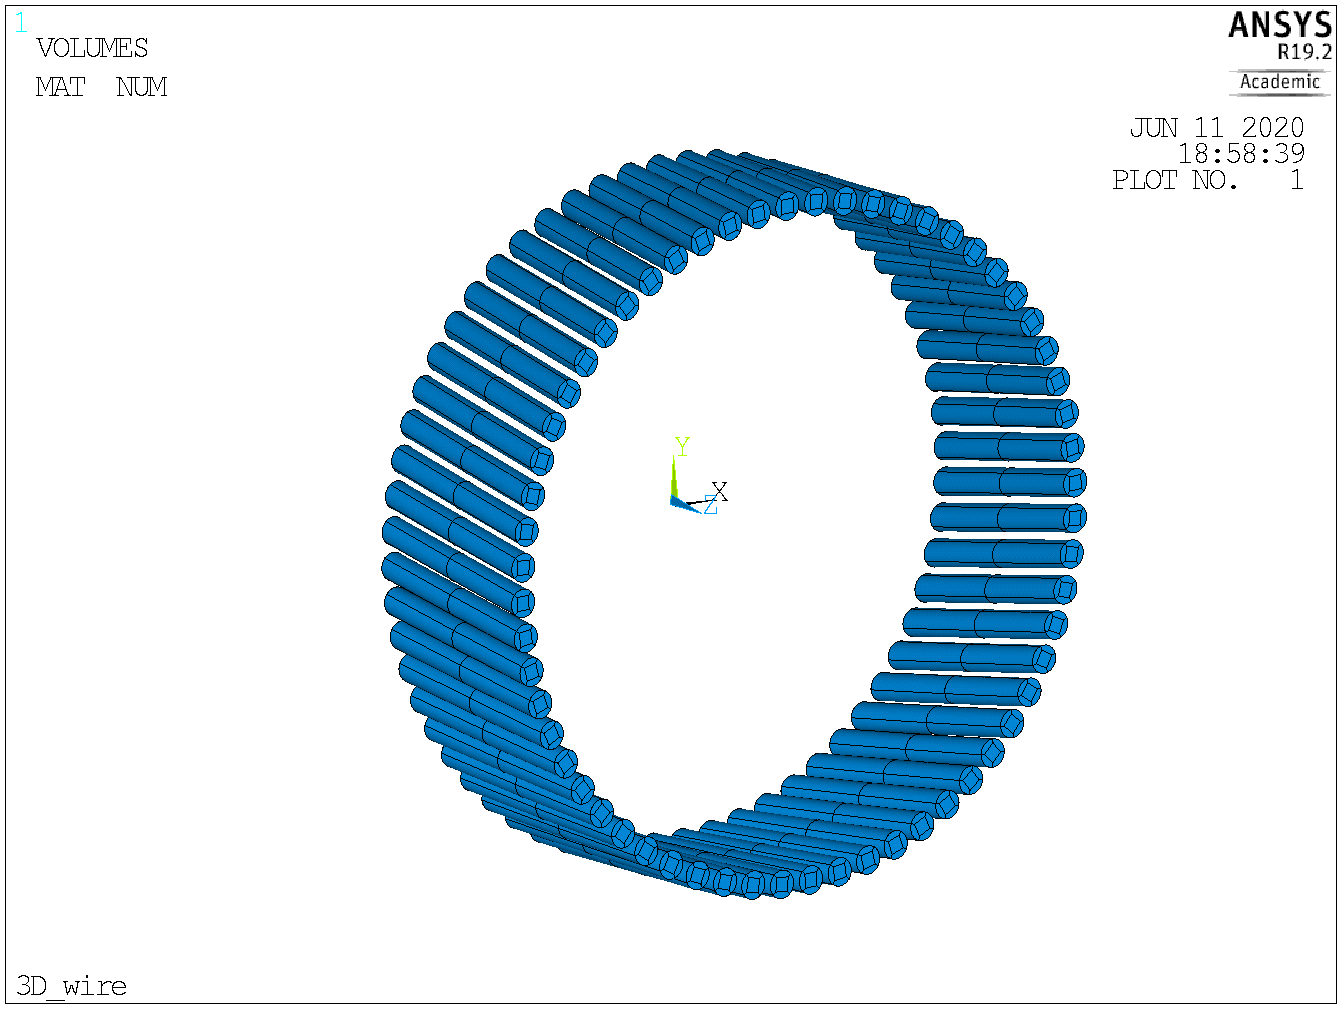 1
VOLUMES
MAT NUM
ANSYS
R19.2
Academic
JUN 11 2020
18:58:39
PLOT NO. 1
Y
X
Z
3D_wire